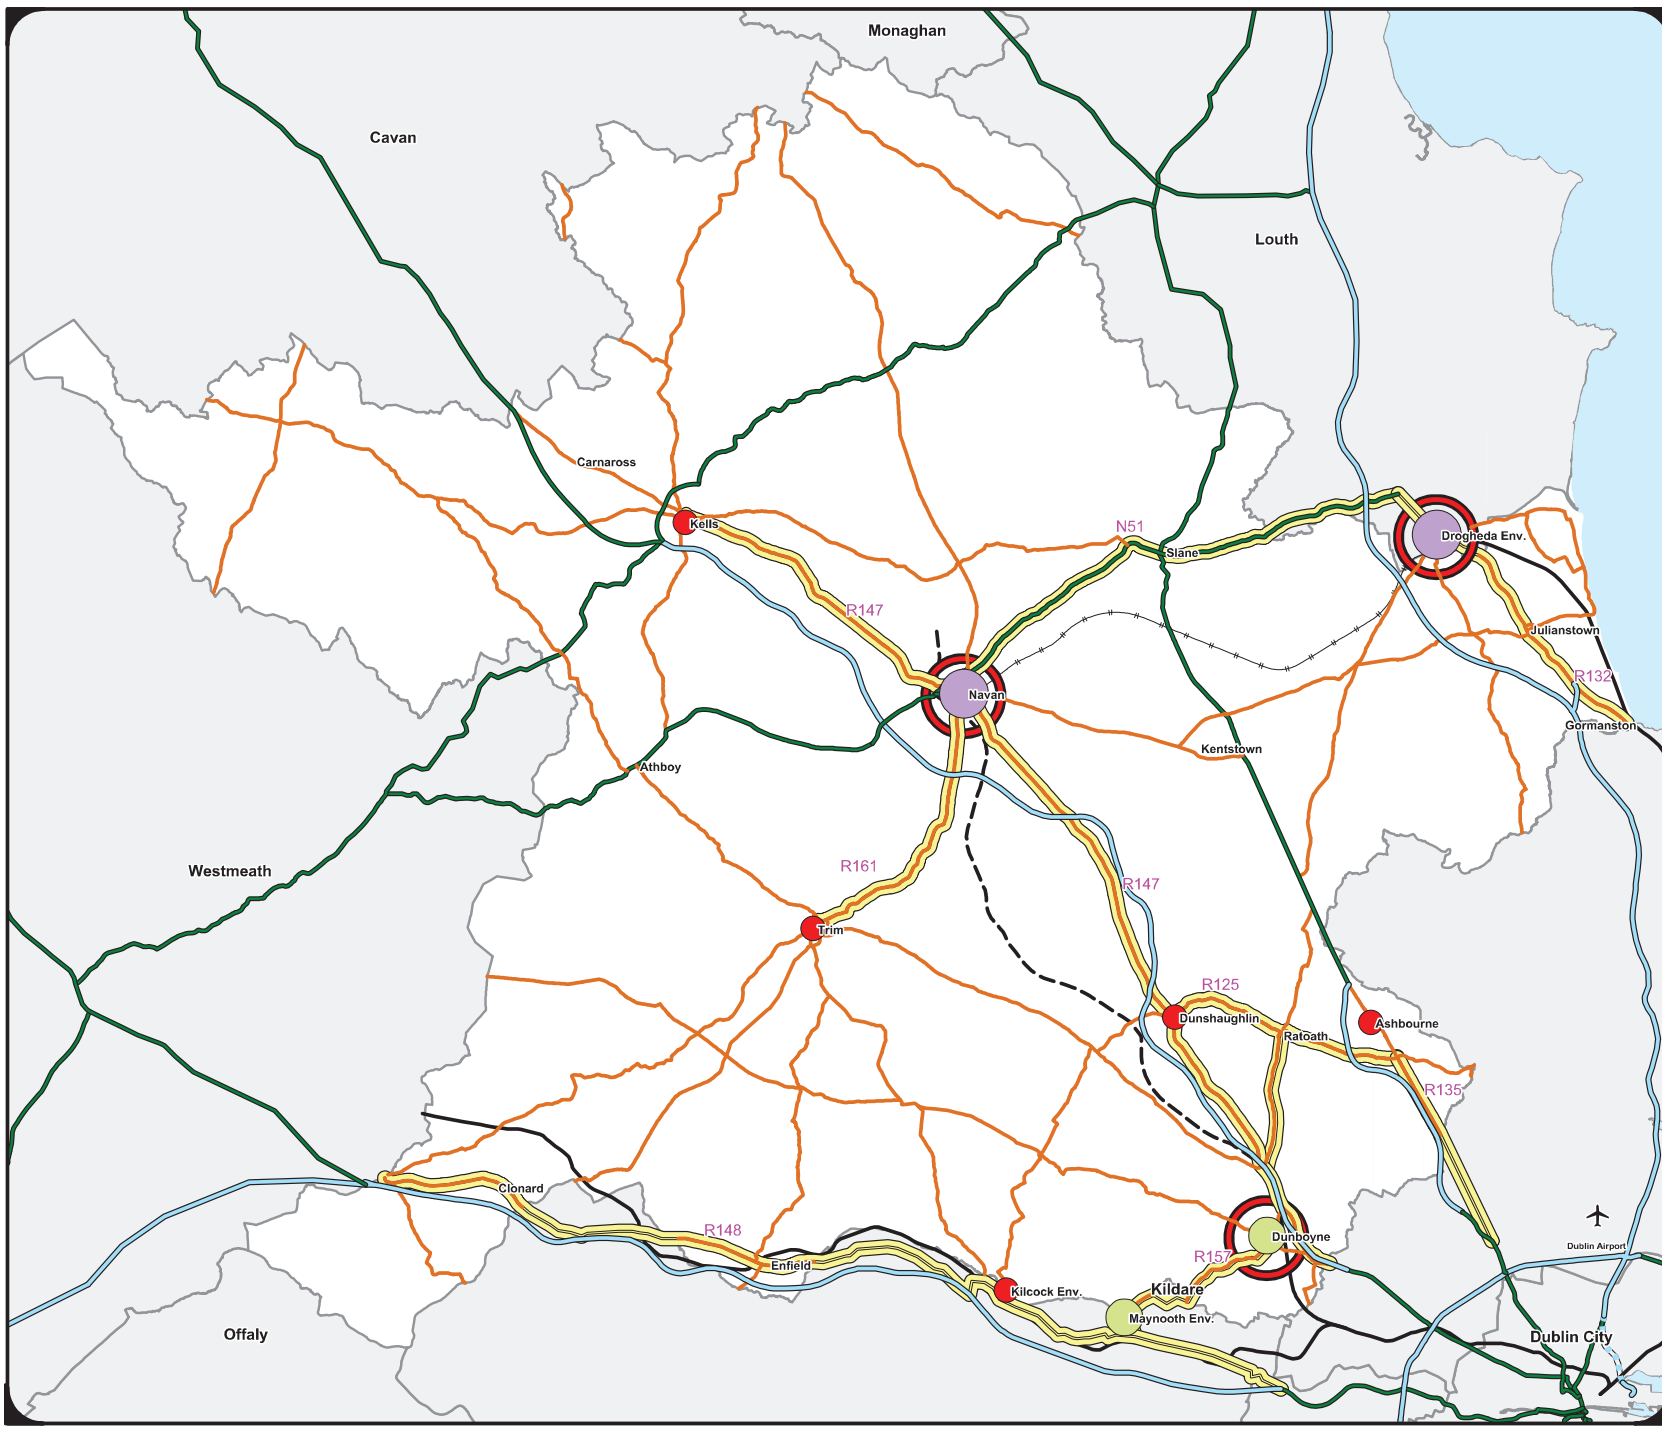 Monaghan
Cavan
Louth
Carnaross
Kells
N51
Slane
Drogheda Env.
R147
Julianstown
R132
Navan
Gormanston
Kentstown
Athboy
Westmeath
R161
R147
Trim
R125
Dunshaughlin
Ashbourne
Ratoath
R135
Clonard
R148
Dunboyne
Dublin Airport
R157
Enfield
Kildare
Kilcock Env.
Maynooth Env.
Offaly
Dublin City